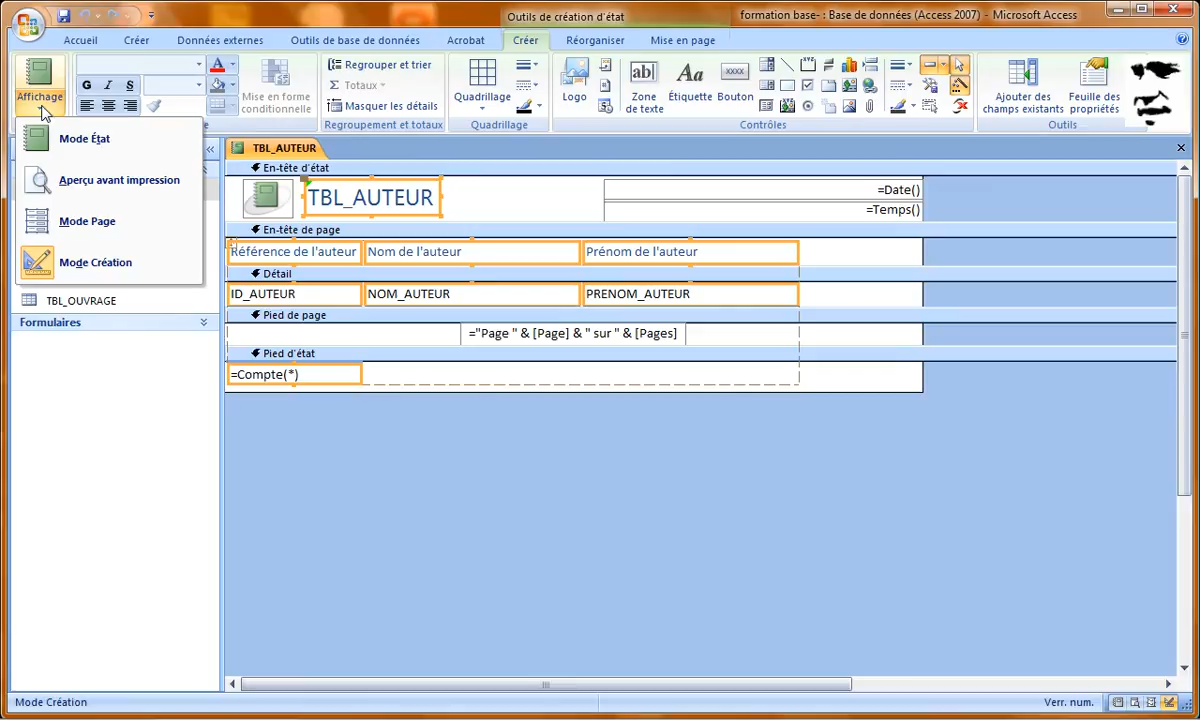 Outils de création d'état
formation base- : Base de données (Access 2007) - Microsoft Access
Accueil
Créer
Données externes
Outils de base de données
Acrobat
Créer
Réorganiser
Mise en page
Affichage
G I S
Mise en forme
conditionnelle
Regrouper et trier
Σ Totaux
Masquer les détails
Regroupement et totaux
Quadrillage
Quadrillage
Logo
ab|
Zone
de texte
Aa
Étiquette
xxxx
Bouton
Contrôles
Ajouter des
champs existants
Feuille des
propriétés
Outils
Mode État
Aperçu avant impression
Mode Page
Mode Création
TBL_OUVRAGE
Formulaires
TBL_AUTEUR
En-tête d'état
TBL_AUTEUR
=Date()
=Temps()
En-tête de page
Référence de l'auteur
Nom de l'auteur
Prénom de l'auteur
Détail
ID_AUTEUR
NOM_AUTEUR
PRENOM_AUTEUR
Pied de page
="Page " & [Page] & " sur " & [Pages]
Pied d'état
=Compte(*)
Mode Création
Verr. num.